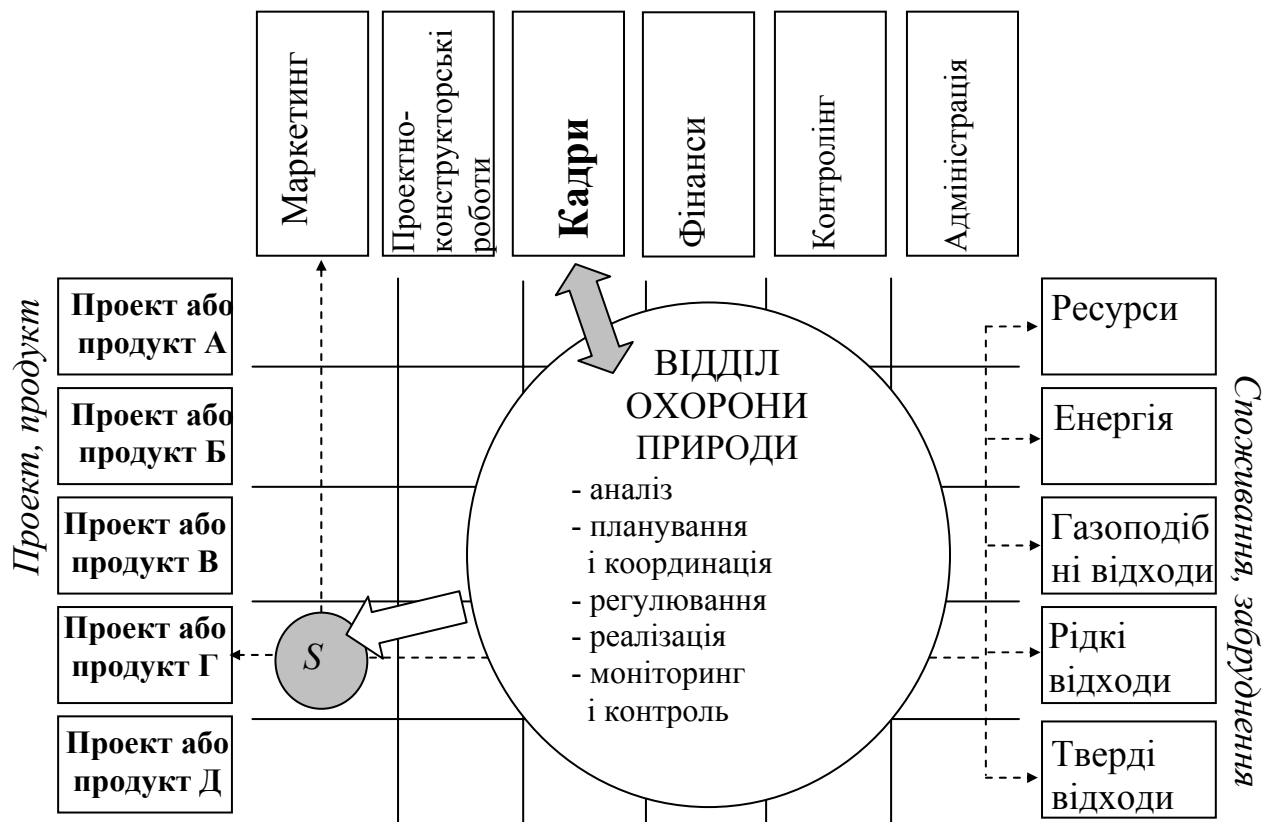 Маркетинг
Проектно-
конструкторські
роботи
Кадри
Фінанси
Контролінг
Адміністрація
Проект, продукт
Проект або
продукт А
Проект або
продукт Б
Проект або
продукт В
Проект або
продукт Г
Проект або
продукт Д
S
ВІДДІЛ
ОХОРОНИ
ПРИРОДИ
- аналіз
- планування
і координація
- регулювання
- реалізація
- моніторинг
і контроль
Ресурси
Енергія
Газоподіб
ні відходи
Рідкі
відходи
Тверді
відходи
Споживання, забруднення